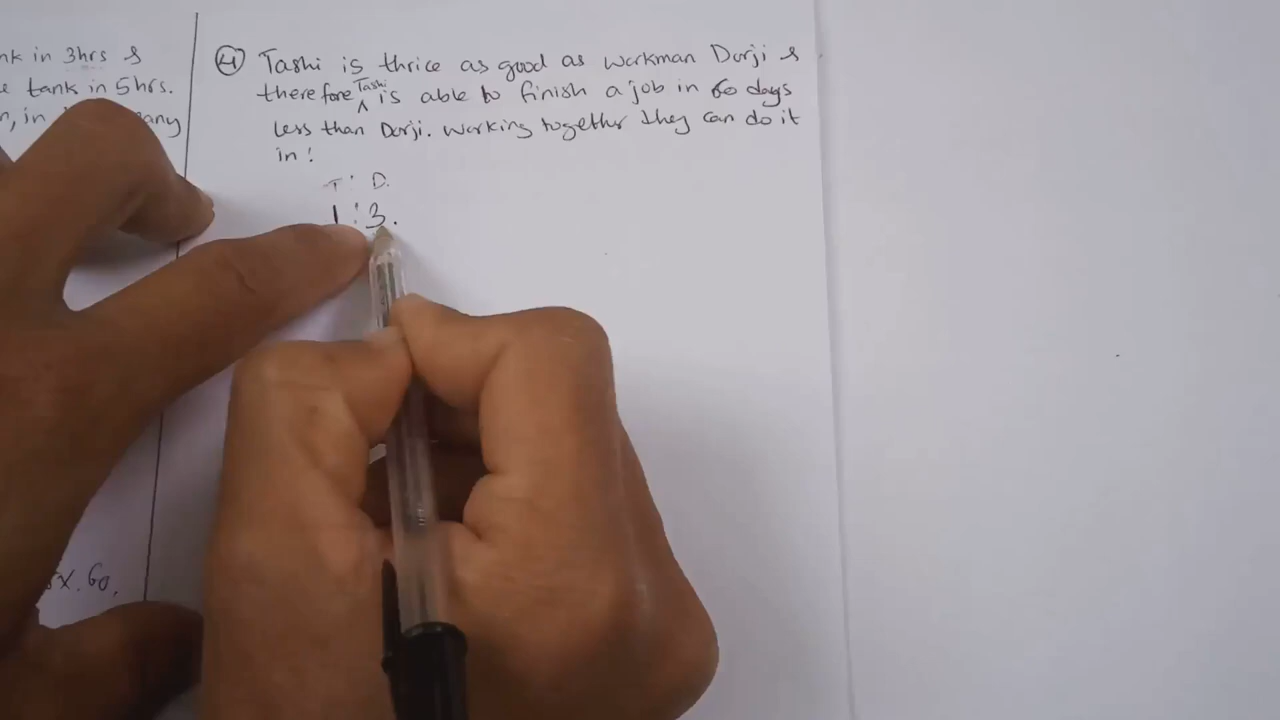 nk in 3hrs &
e tank in 5hrs.
n, in any
5x. 60,
4 Tashi is thrice as good as workman Dorji &
therefore Tashi is able to finish a job in 60 days
less than Dorji. Working together they can do it
in!
T : D.
1 : 3.